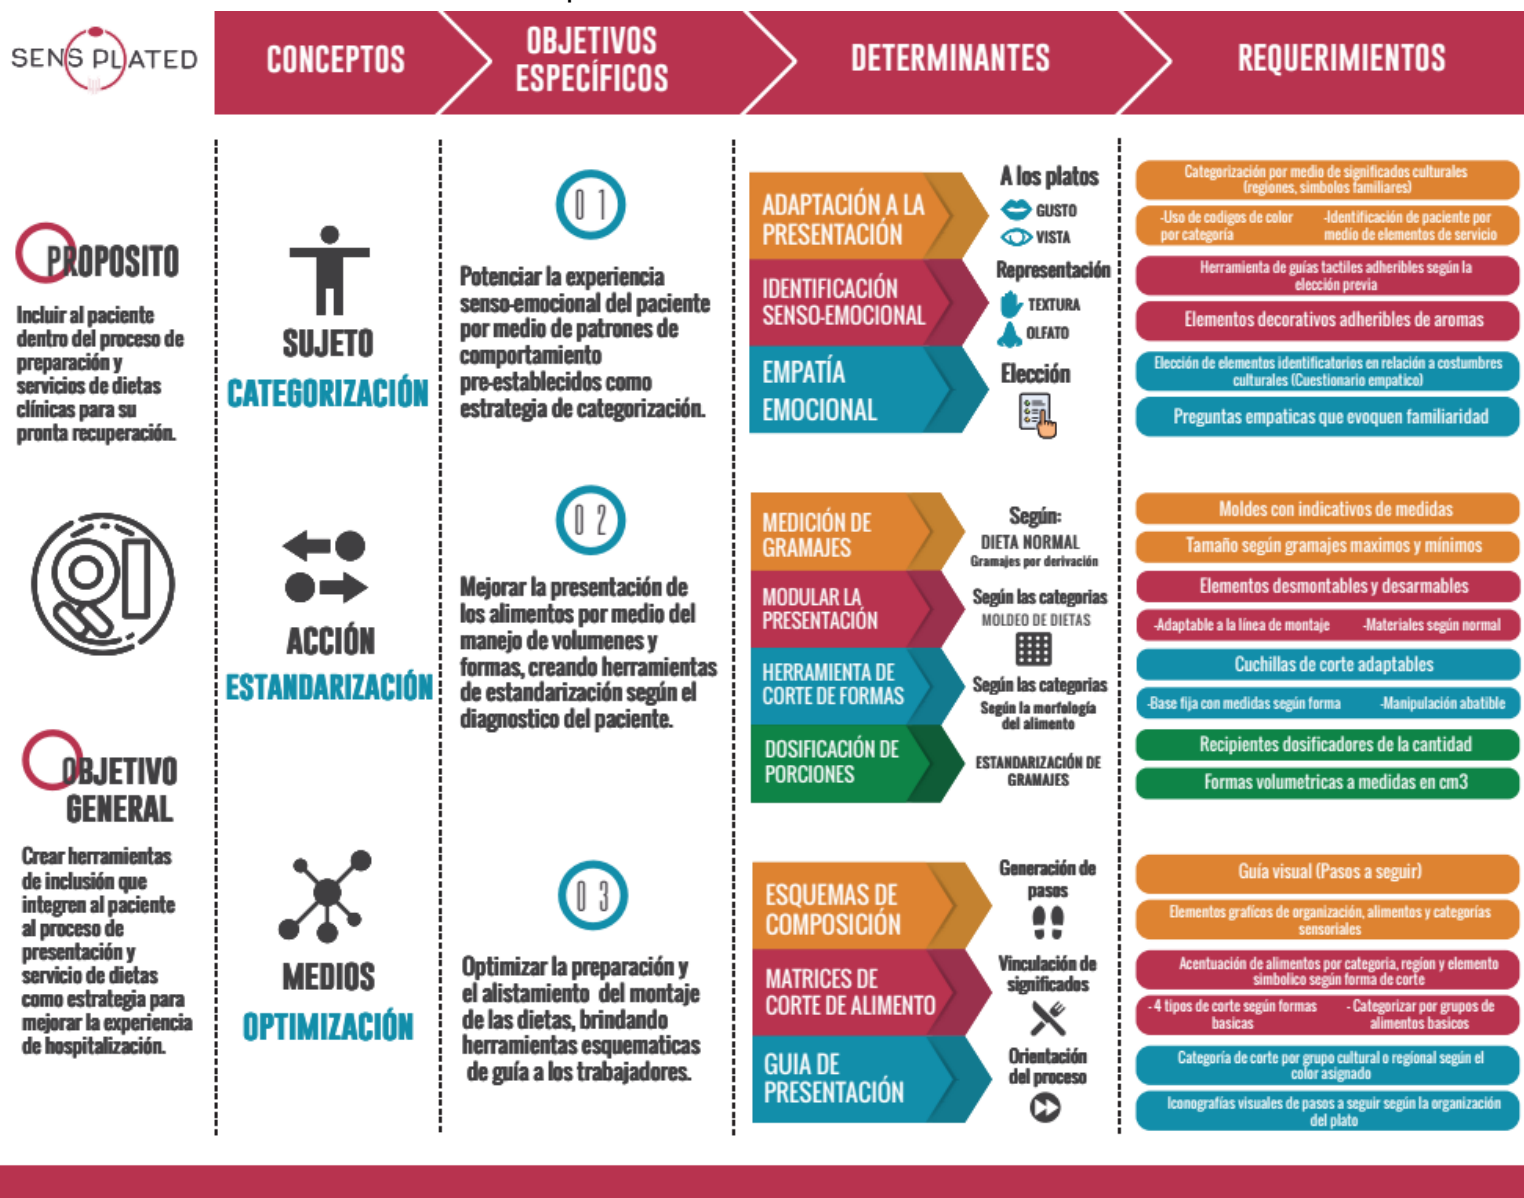 SENS PLATED
CONCEPTOS
OBJETIVOS
ESPECÍFICOS
DETERMINANTES
REQUERIMIENTOS
PROPOSITO
Incluir al paciente
dentro del proceso de
preparación y
servicios de dietas
clínicas para su
pronta recuperación.
OBJETIVO
GENERAL
Crear herramientas
de inclusión que
integren al paciente
al proceso de
presentación y
servicio de dietas
como estrategia para
mejorar la experiencia
de hospitalización.
SUJETO
CATEGORIZACIÓN
01
Potenciar la experiencia
senso-emocional del paciente
por medio de patrones de
comportamiento
pre-establecidos como
estrategia de categorización.
ADAPTACIÓN A LA
PRESENTACIÓN
A los platos
GUSTO
VISTA
IDENTIFICACIÓN
SENSO-EMOCIONAL
Representación
TEXTURA
OLFATO
EMPATÍA
EMOCIONAL
Elección
Categorización por medio de significados culturales
(regiones, simbolos familiares)
-Uso de codigos de color
por categoría
-Identificación de paciente por
medio de elementos de servicio
Herramienta de guías tactiles adheribles según la
elección previa
Elementos decorativos adheribles de aromas
Elección de elementos identificatorios en relación a costumbres
culturales (Cuestionario empatico)
Preguntas empaticas que evoquen familiaridad
ACCIÓN
ESTANDARIZACIÓN
02
Mejorar la presentación de
los alimentos por medio del
manejo de volumenes y
formas, creando herramientas
de estandarización según el
diagnostico del paciente.
MEDICIÓN DE
GRAMAJES
Según:
DIETA NORMAL
Gramajes por derivación
MODULAR LA
PRESENTACIÓN
Según las categorias
MOLDEO DE DIETAS
HERRAMIENTA DE
CORTE DE FORMAS
Según las categorias
Según la morfología
del alimento
DOSIFICACIÓN DE
PORCIONES
ESTANDARIZACIÓN DE
GRAMAJES
Moldes con indicativos de medidas
Tamaño según gramajes maximos y mínimos
Elementos desmontables y desarmables
-Adaptable a la línea de montaje
-Materiales según normal
Cuchillas de corte adaptables
-Base fija con medidas según forma
-Manipulación abatible
Recipientes dosificadores de la cantidad
Formas volumetricas a medidas en cm3
MEDIOS
OPTIMIZACIÓN
03
Optimizar la preparación y
el alistamiento del montaje
de las dietas, brindando
herramientas esquematicas
de guía a los trabajadores.
ESQUEMAS DE
COMPOSICIÓN
Generación de
pasos
MATRICES DE
CORTE DE ALIMENTO
Vinculación de
significados
GUIA DE
PRESENTACIÓN
Orientación
del proceso
Guía visual (Pasos a seguir)
Elementos grafícos de organización, alimentos y categorías
sensoriales
Acentuación de alimentos por categoria, region y elemento
simbolico según forma de corte
- 4 tipos de corte según formas
basicas
- Categorizar por grupos de
alimentos basicos
Categoría de corte por grupo cultural o regional según el
color asignado
Iconografías visuales de pasos a seguir según la organización
del plato